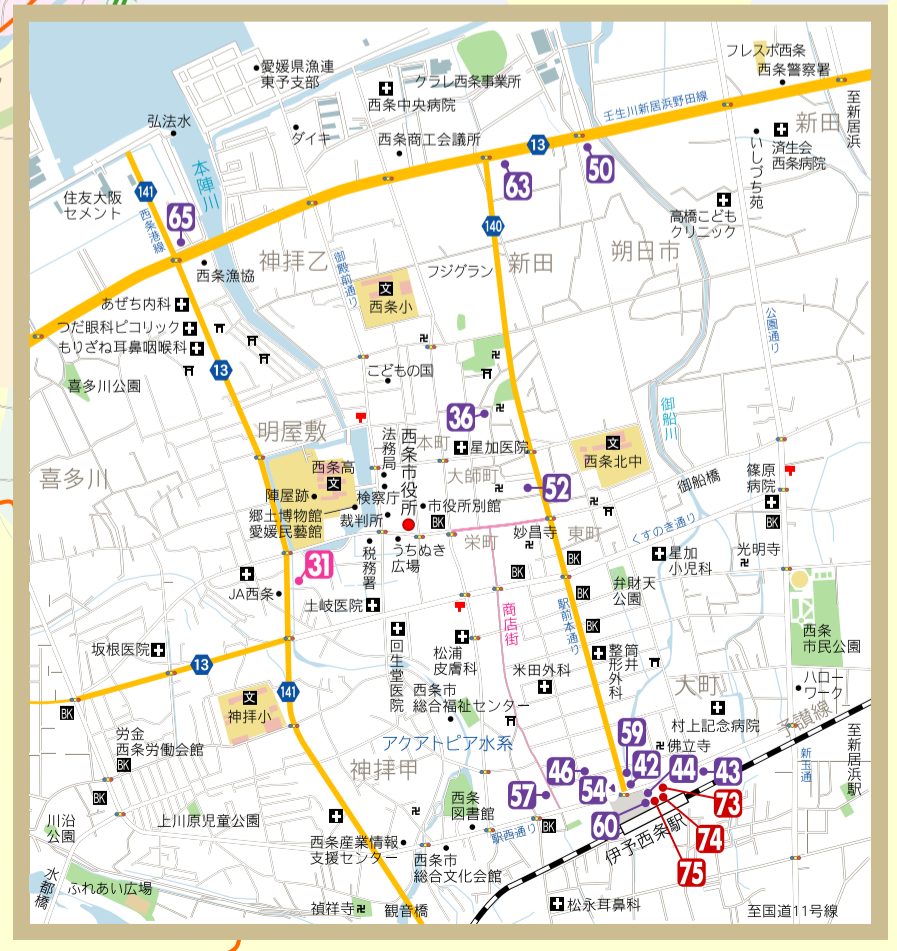 愛媛県漁連
東予支部
クラレ西条事業所
フレスポ西条
西条警察署
西条中央病院
壬生川新居浜野田線
至新居浜
弘法水
ダイキ
西条商工会議所
13
新田
いしづち苑
済生会
西条病院
本陣川
50
63
住友大阪
セメント
141
西条港線
65
高橋こども
クリニック
140
神拝乙
御殿前通り
新田
朔日市
西条漁協
フジグラン
文
西条小
あぜち内科
つだ眼科ピコリック
もりざね耳鼻咽喉科
公園通り
13
喜多川公園
こどもの国
御船川
36
明屋敷
法務局
西条市役所
本町
星加医院
文
西条北中
大師町
喜多川
西条高
文
御船橋
篠原
病院
陣屋跡
検察庁
52
市役所別館
郷土博物館
愛媛民藝館
裁判所
BK
栄町
妙昌寺
東町
くすのき通り
税務署
うちぬき
広場
31
BK
BK
星加
小児科
光明寺
JA西条
BK
弁財天
公園
土岐医院
商店街
駅前本通り
BK
西条
市民公園
坂根医院
回生堂医院
松浦
皮膚科
筒井
整形外科
13
米田外科
大町
ハロー
ワーク
141
文
神拝小
西条市
総合福祉センター
BK
村上記念病院
予讃線
労金
西条労働会館
アクアトピア水系
59
佛立寺
新玉通
至新居浜駅
BK
神拝甲
46
42
44
43
54
57
73
BK
西条
図書館
60
74
川沿
公園
上川原児童公園
駅西通り
BK
伊予西条駅
西条産業情報
支援センター
75
西条市
総合文化会館
水都橋
ふれあい広場
禎祥寺
観音橋
松永耳鼻科
至国道11号線